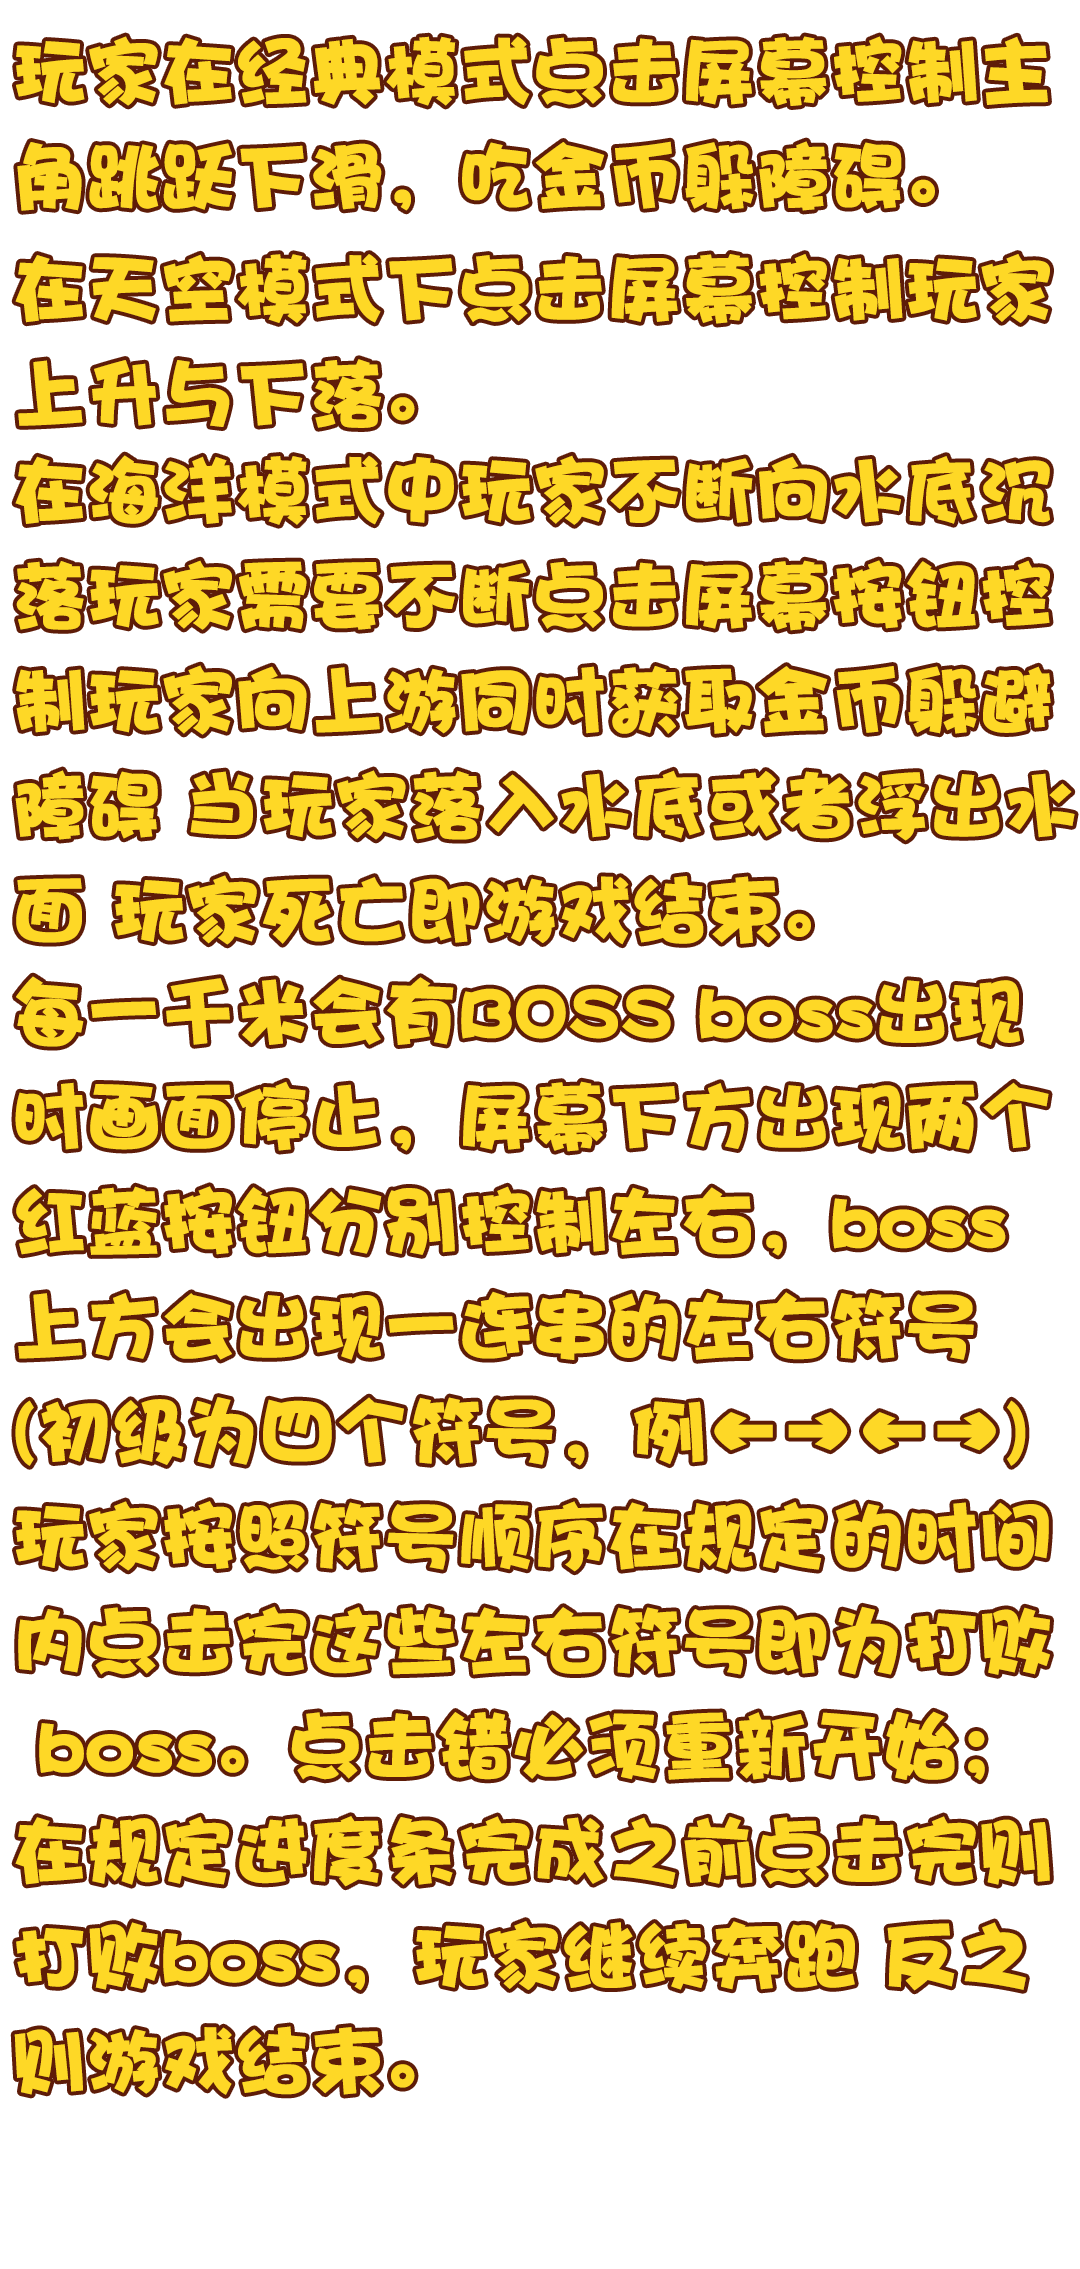 玩家在经典模式点击屏幕控制主
角跳跃下滑，吃金币躲障碍。
在天空模式下点击屏幕控制玩家
上升与下落。
在海洋模式中玩家不断向水底沉
落玩家需要不断点击屏幕按钮控
制玩家向上游同时获取金币躲避
障碍 当玩家落入水底或者浮出水
面 玩家死亡即游戏结束。
每一千米会有BOSS boss出现
时画面停止，屏幕下方出现两个
红蓝按钮分别控制左右，boss
上方会出现一连串的左右符号
(初级为四个符号，例←→←→)
玩家按照符号顺序在规定的时间
内点击完这些左右符号即为打败
boss。点击错必须重新开始；
在规定进度条完成之前点击完则
打败boss，玩家继续奔跑 反之
则游戏结束。